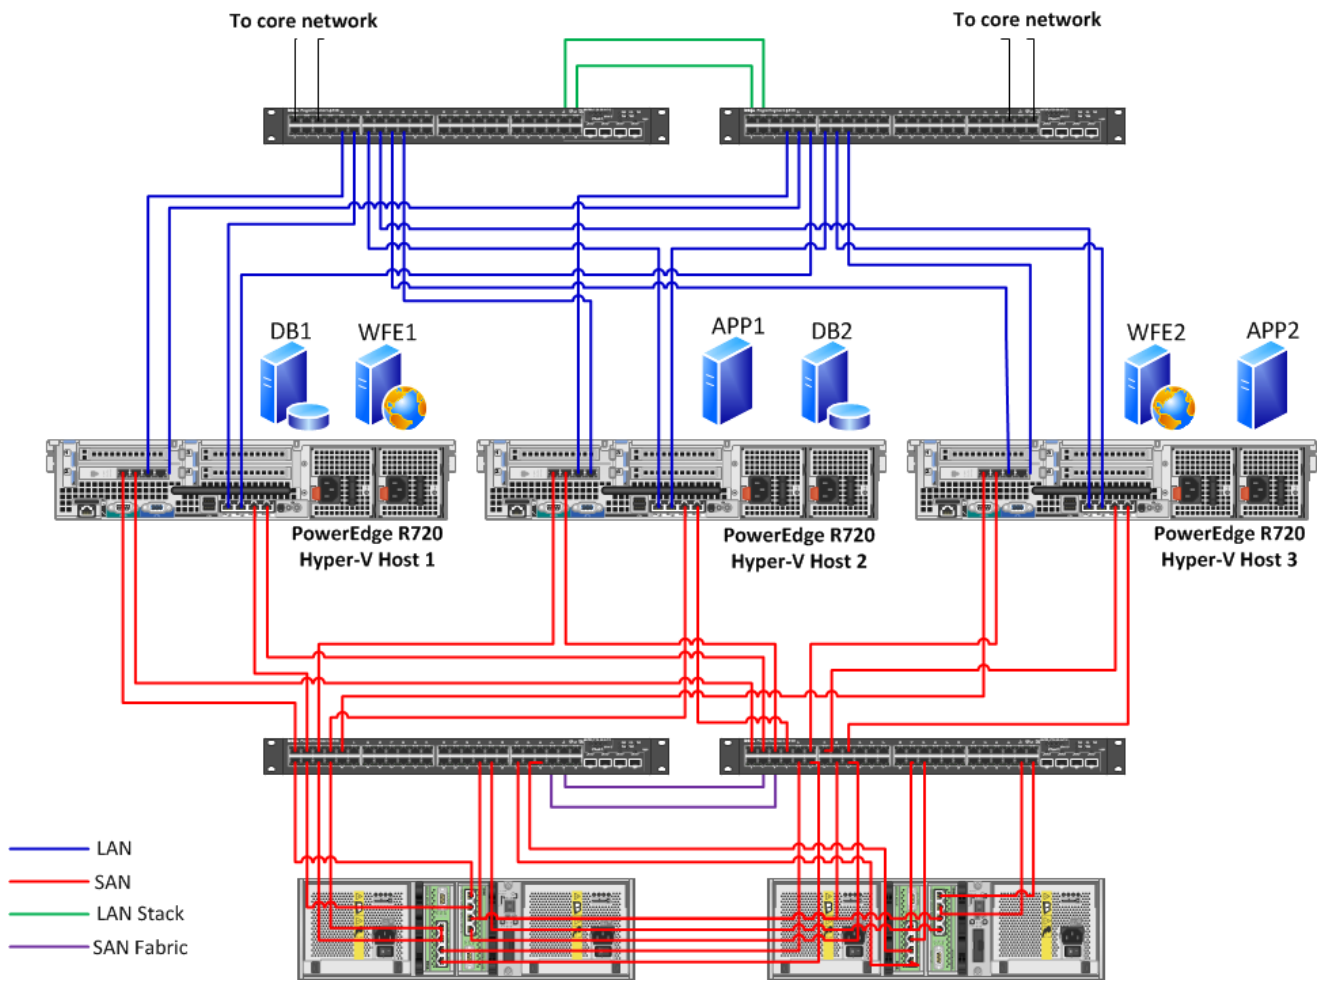 To core network
To core network
DB1
WFE1
APP1
DB2
WFE2
APP2
PowerEdge R720
Hyper-V Host 1
PowerEdge R720
Hyper-V Host 2
PowerEdge R720
Hyper-V Host 3
LAN
SAN
LAN Stack
SAN Fabric